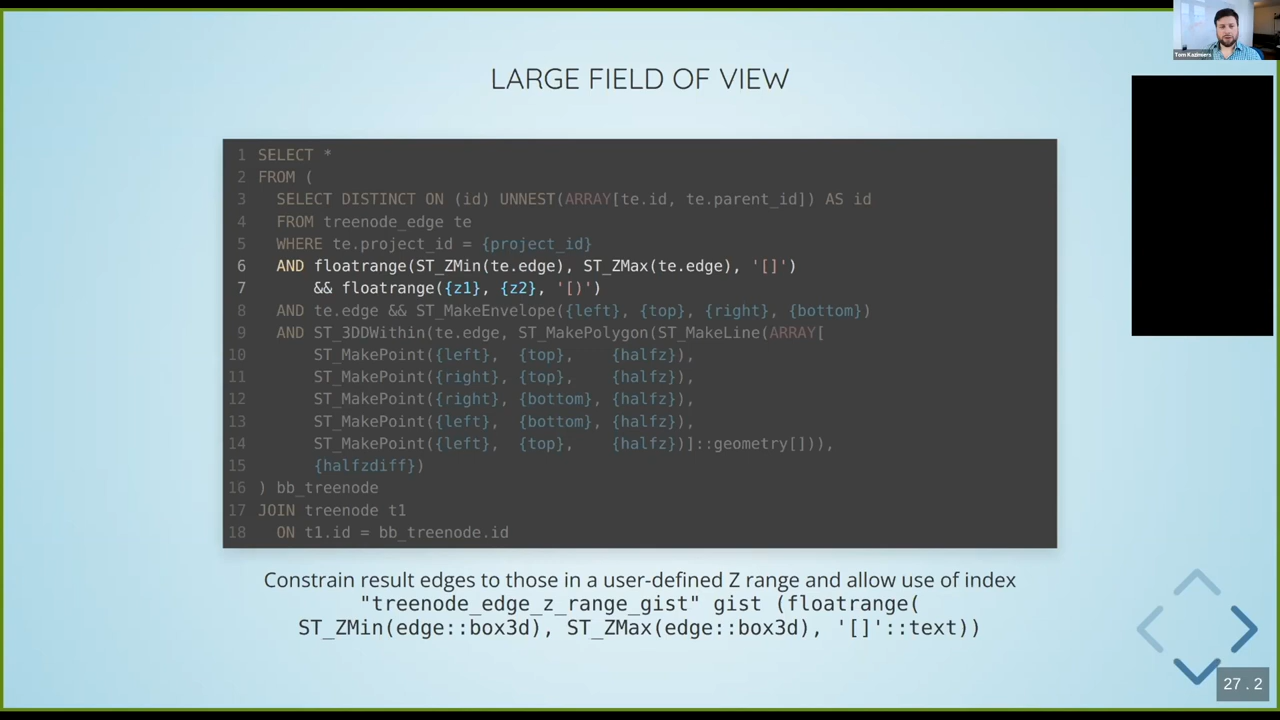 Tom Kazimiers
LARGE FIELD OF VIEW
1 SELECT *
2 FROM (
3 SELECT DISTINCT ON (id) UNNEST(ARRAY[te.id, te.parent_id]) AS id
4 FROM treenode_edge te
5 WHERE te.project_id = {project_id}
6 AND floatrange(ST_ZMin(te.edge), ST_ZMax(te.edge), '[]')
7 && floatrange({z1}, {z2}, '[)')
8 AND te.edge && ST_MakeEnvelope({left}, {top}, {right}, {bottom})
9 AND ST_3DDWithin(te.edge, ST_MakePolygon(ST_MakeLine(ARRAY[
10 ST_MakePoint({left}, {top}, {halfz}),
11 ST_MakePoint({right}, {top}, {halfz}),
12 ST_MakePoint({right}, {bottom}, {halfz}),
13 ST_MakePoint({left}, {bottom}, {halfz}),
14 ST_MakePoint({left}, {top}, {halfz})]::geometry[])),
15 {halfzdiff})
16 ) bb_treenode
17 JOIN treenode t1
18 ON t1.id = bb_treenode.id
Constrain result edges to those in a user-defined Z range and allow use of index
"treenode_edge_z_range_gist" gist (floatrange(
ST_ZMin(edge::box3d), ST_ZMax(edge::box3d), '[]'::text))
27 . 2